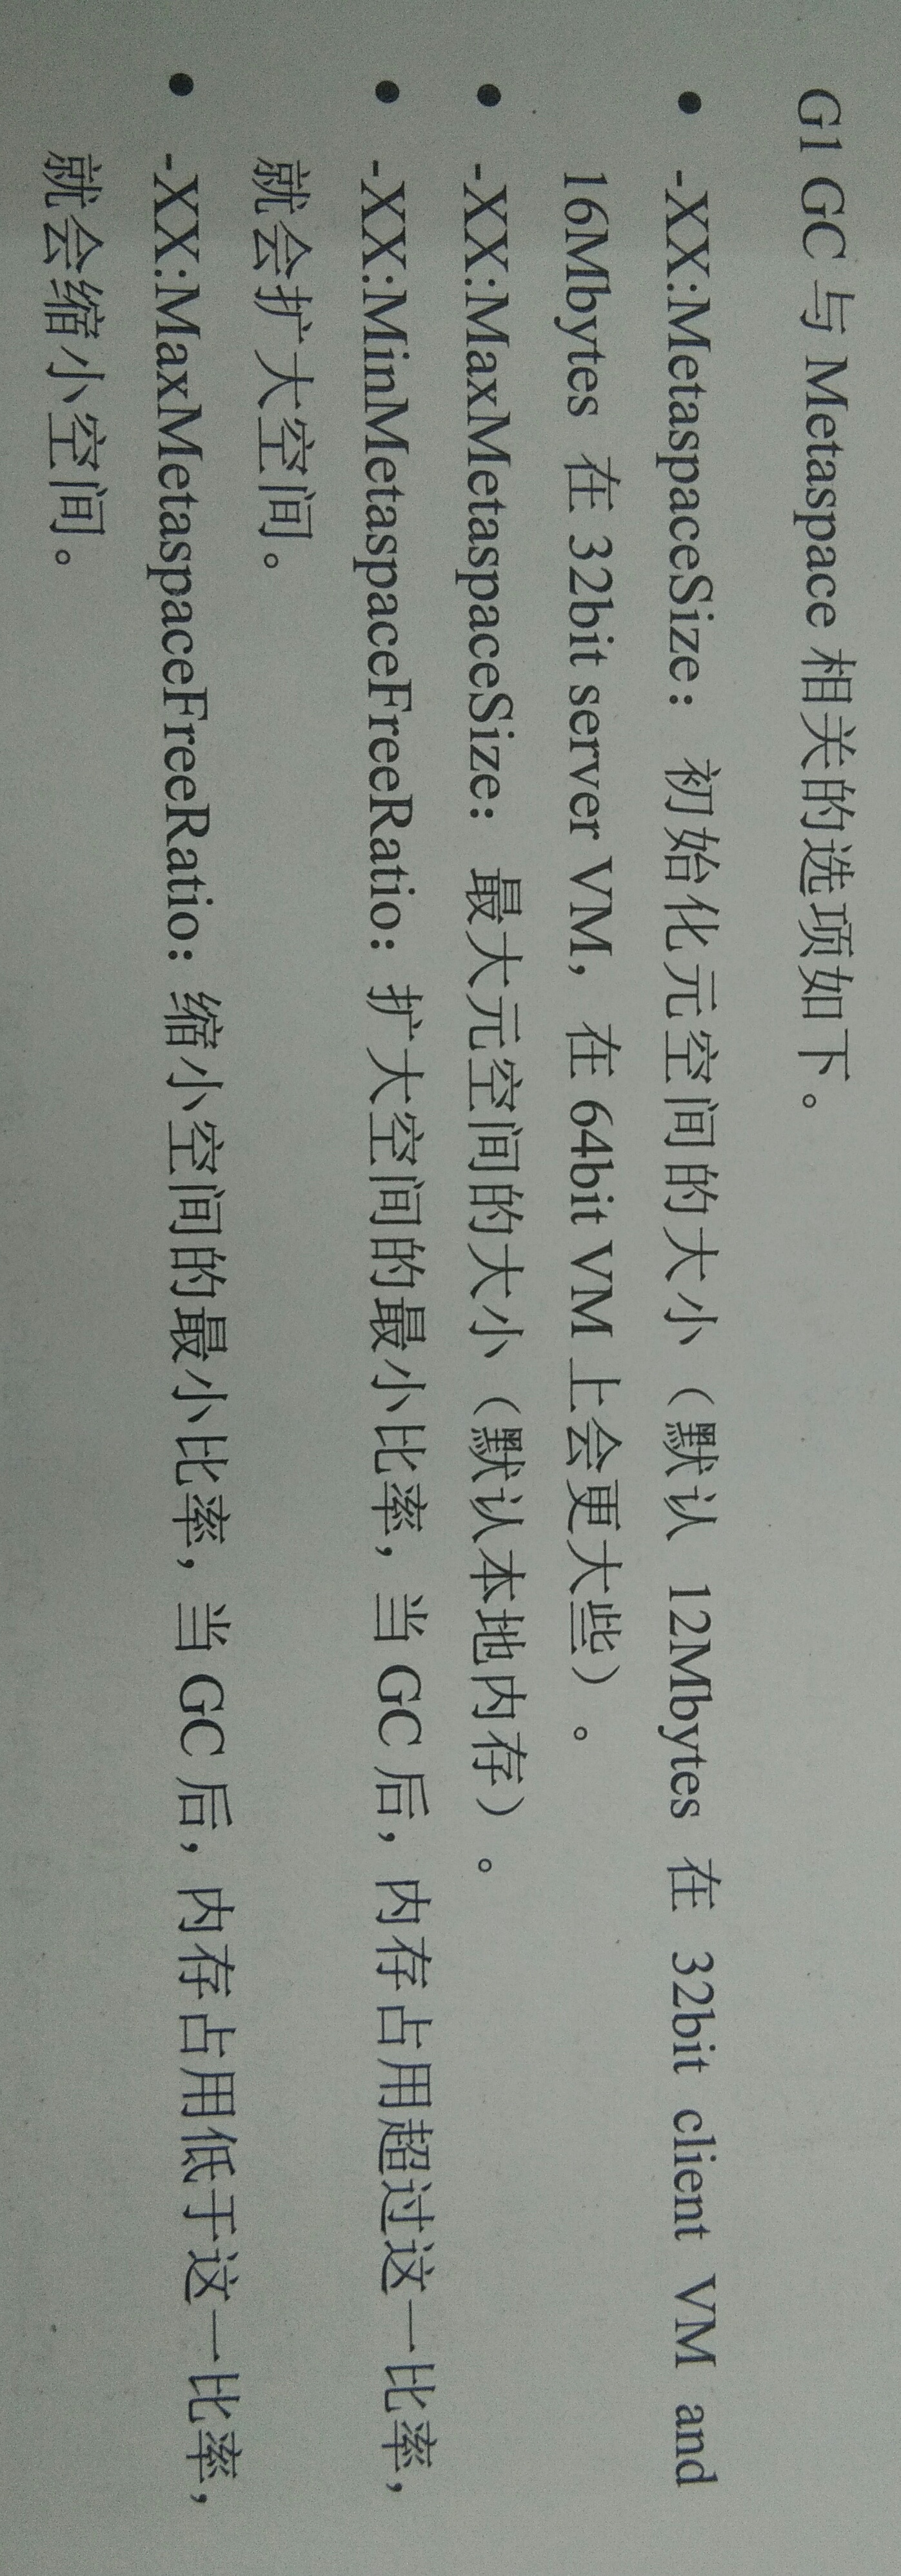 G1 GC 与 Metaspace 相关的选项如下。
● -XX:MetaspaceSize：初始化元空间的大小（默认 12Mbytes 在 32bit client VM and
16Mbytes 在 32bit server VM，在 64bit VM 上会更大些）。
● -XX:MaxMetaspaceSize：最大元空间的大小（默认本地内存）。
● -XX:MinMetaspaceFreeRatio：扩大空间的最小比率，当 GC 后，内存占用超过这一比率，
就会扩大空间。
● -XX:MaxMetaspaceFreeRatio：缩小空间的最小比率，当 GC 后，内存占用低于这一比率，
就会缩小空间。